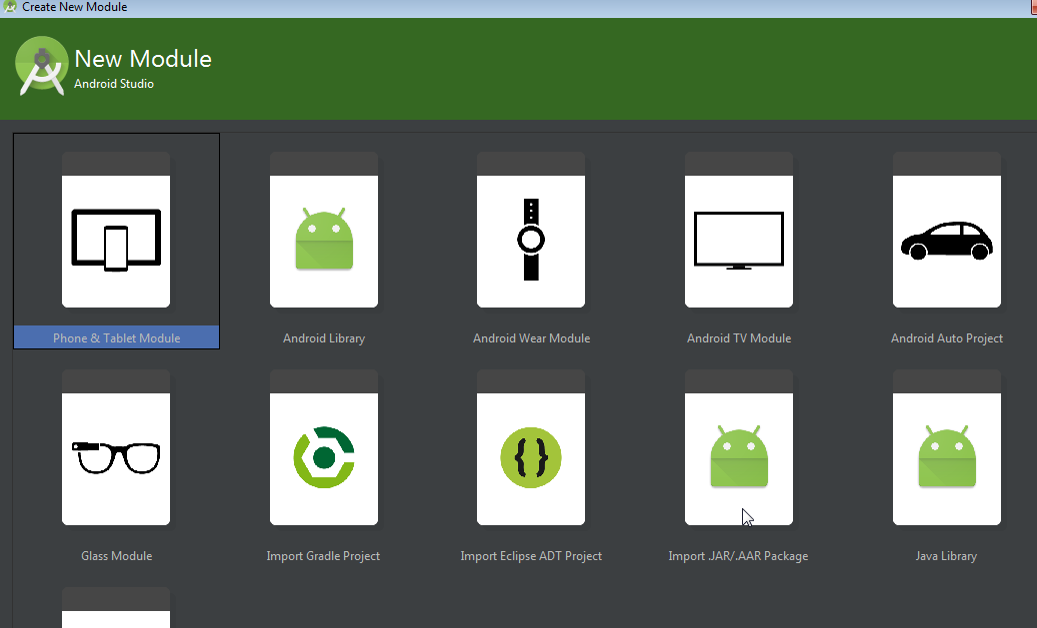 Create New Module
New Module
Android Studio
Phone & Tablet Module
Android Library
Android Wear Module
Android TV Module
Android Auto Project
Glass Module
Import Gradle Project
Import Eclipse ADT Project
Import .JAR/.AAR Package
Java Library